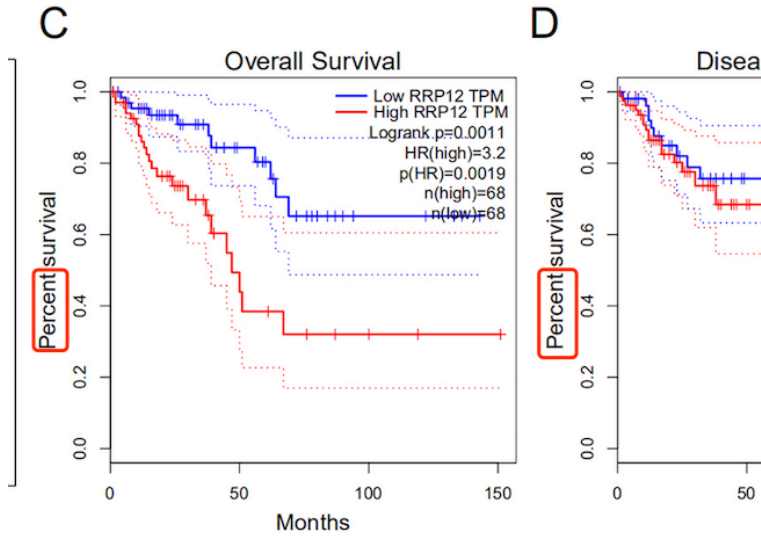 C
Overall Survival
Low RRP12 TPM
High RRP12 TPM
Logrank p=0.0011
HR(high)=3.2
p(HR)=0.0019
n(high)=68
n(low)=68
Percent survival
1.0
0.8
0.6
0.4
0.2
0.0
0
50
100
150
Months
D
Disea
Percent survival
1.0
0.8
0.6
0.4
0.2
0.0
0
50